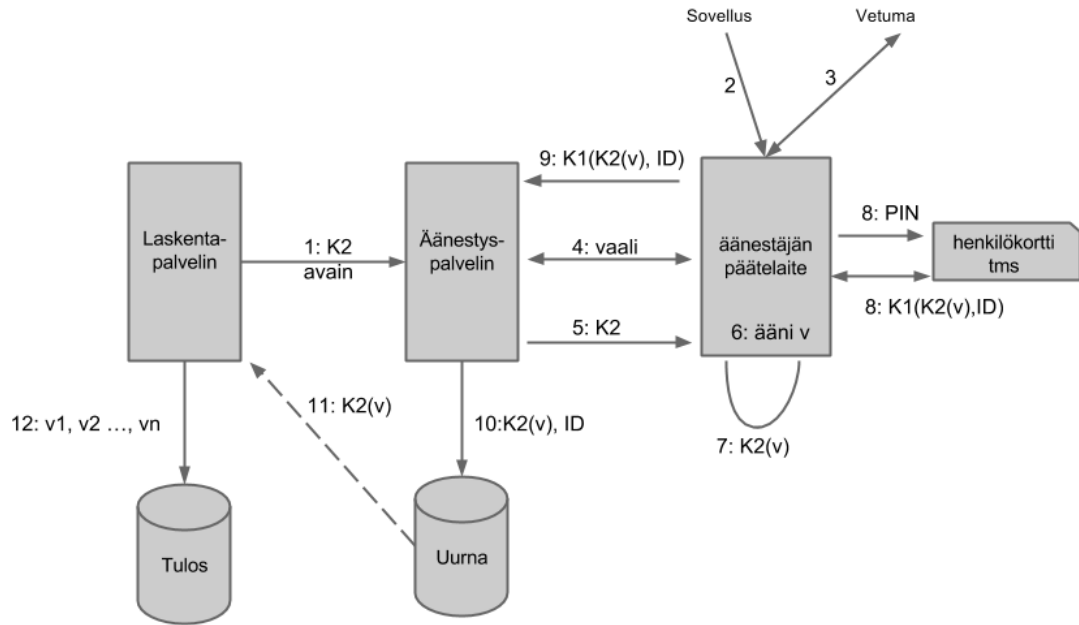 Sovellus
Vetuma
2
3
9: K1(K2(v), ID)
Laskenta-
palvelin
1: K2
avain
Äänestys-
palvelin
4: vaali
äänestäjän
päätelaite
8: PIN
henkilökortti
tms
8: K1(K2(v),ID)
5: K2
6: ääni v
11: K2(v)
12: v1, v2 ..., vn
10:K2(v), ID
7: K2(v)
Tulos
Uurna